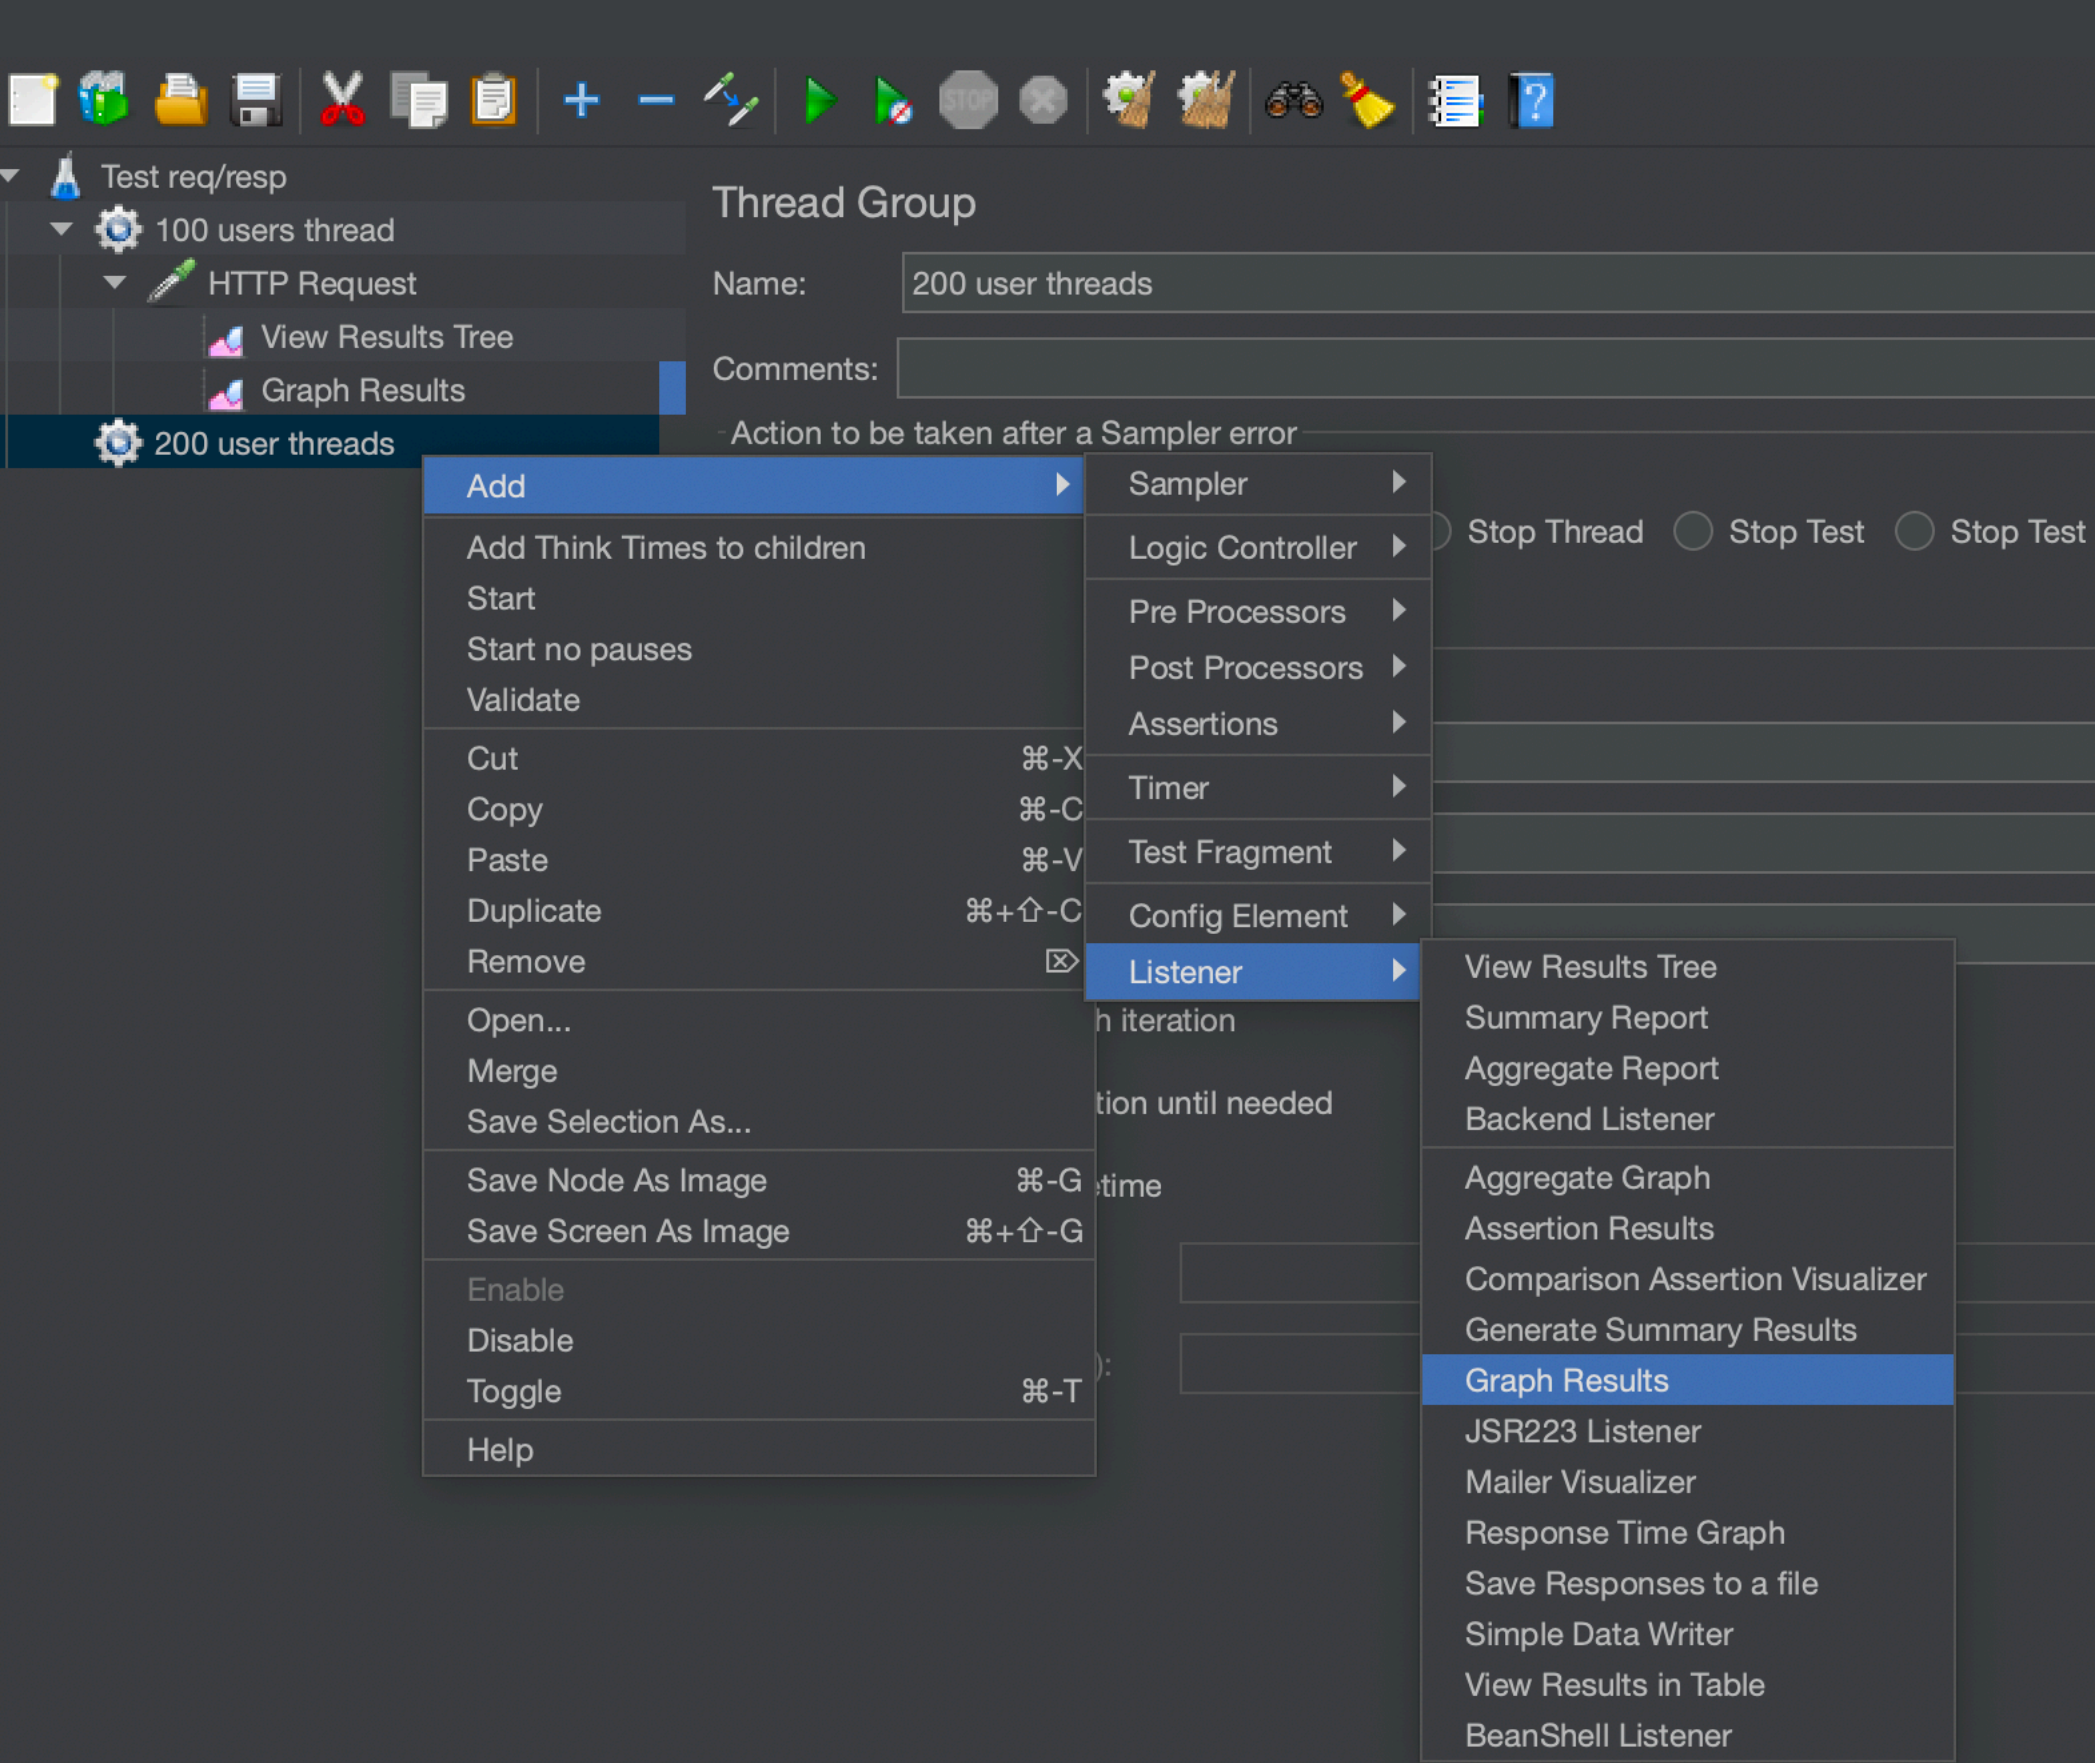 STOP
?
Test req/resp
100 users thread
HTTP Request
View Results Tree
Graph Results
200 user threads
Thread Group
Name: 200 user threads
Comments:
Action to be taken after a Sampler error
Stop Thread Stop Test Stop Test
Add
Add Think Times to children
Start
Start no pauses
Validate
Cut ⌘-X
Copy ⌘-C
Paste ⌘-V
Duplicate ⌘+⇧-C
Remove ⌦
Open...
Merge
Save Selection As...
Save Node As Image ⌘-G
Save Screen As Image ⌘+⇧-G
Enable
Disable
Toggle ⌘-T
Help
Sampler
Logic Controller
Pre Processors
Post Processors
Assertions
Timer
Test Fragment
Config Element
Listener
h iteration
tion until needed
etime
):
View Results Tree
Summary Report
Aggregate Report
Backend Listener
Aggregate Graph
Assertion Results
Comparison Assertion Visualizer
Generate Summary Results
Graph Results
JSR223 Listener
Mailer Visualizer
Response Time Graph
Save Responses to a file
Simple Data Writer
View Results in Table
BeanShell Listener